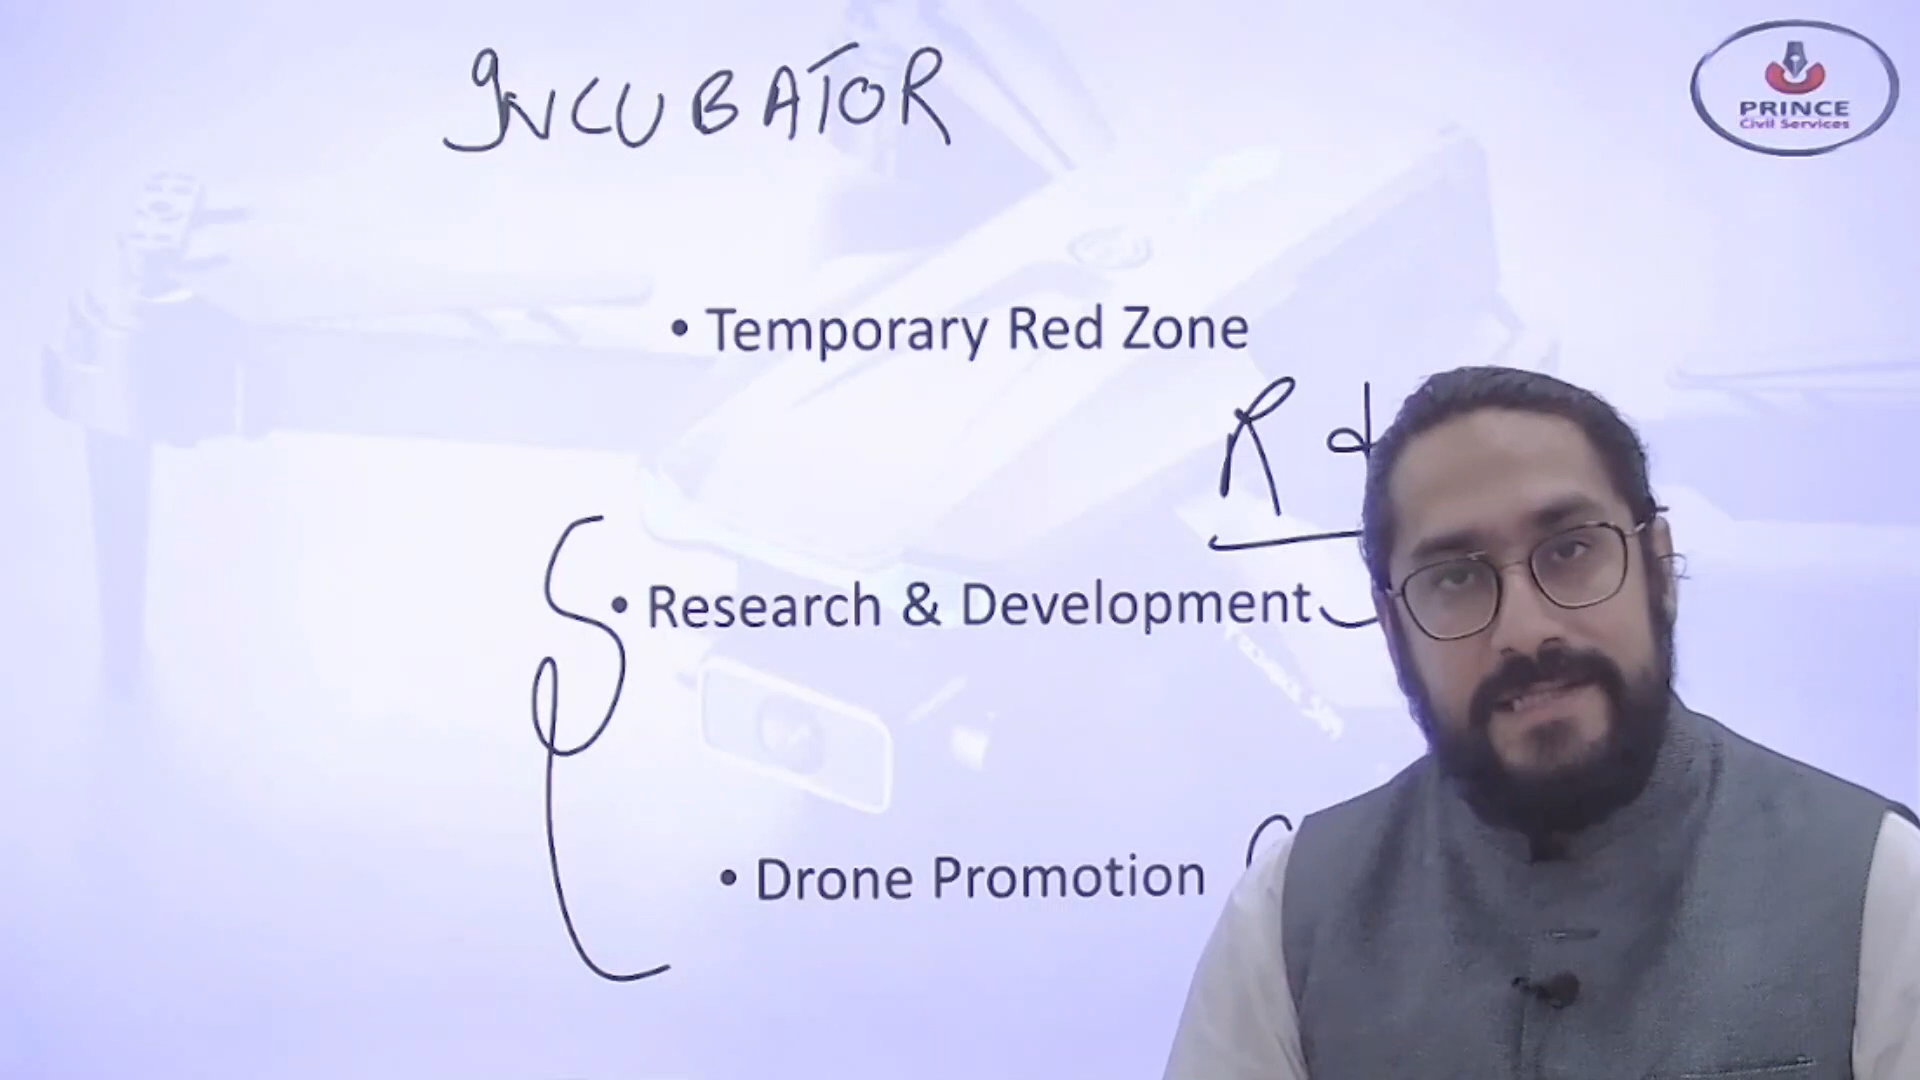 INCUBATOR
PRINCE
Civil Services
• Temporary Red Zone
R d
• Research & Development
• Drone Promotion